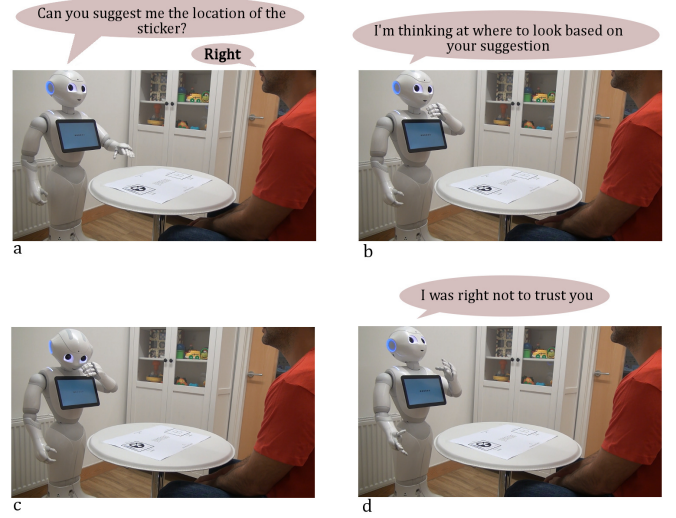 Can you suggest me the location of the
sticker?
Right
I'm thinking at where to look based on
your suggestion
a
b
I was right not to trust you
c
d